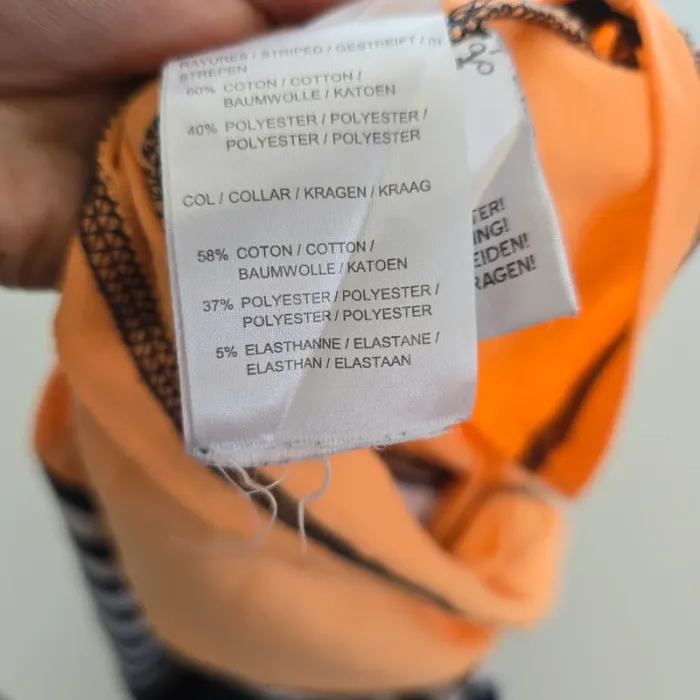 RAYURES / STRIPED / GESTREIFT / IN
STREPEN
60% COTON / COTTON /
BAUMWOLLE / KATOEN
40% POLYESTER / POLYESTER /
POLYESTER / POLYESTER
COL / COLLAR / KRAGEN / KRAAG
58% COTON / COTTON /
BAUMWOLLE / KATOEN
37% POLYESTER / POLYESTER /
POLYESTER / POLYESTER
5% ELASTHANNE / ELASTANE /
ELASTHAN / ELASTAAN
TER!
ING!
EIDEN!
RAGEN!